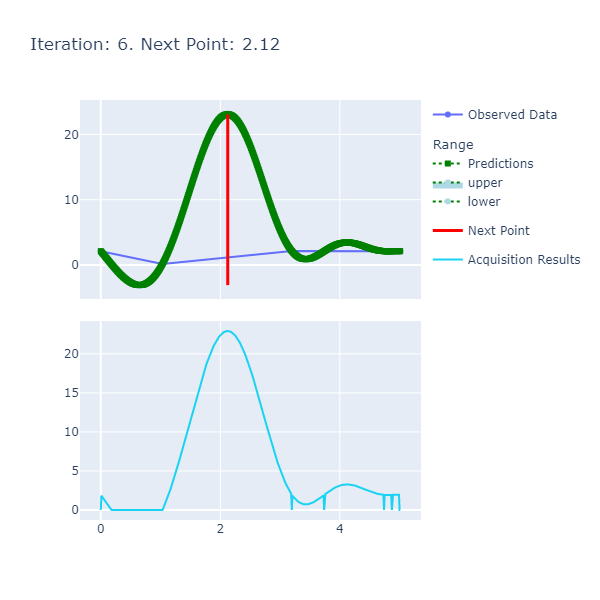 Iteration: 6. Next Point: 2.12
20
10
0
Observed Data
Range
Predictions
upper
lower
Next Point
Acquisition Results
20
15
10
5
0
0
2
4